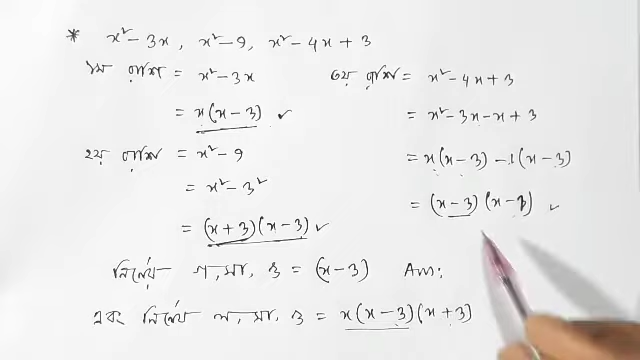 * x² - 3x, x² - 9, x² - 4x + 3
১ম রাশি = x² - 3x
= x(x - 3) ✓
২য় রাশি = x² - 9
= x² - 3²
= (x + 3)(x - 3) ✓
৩য় রাশি = x² - 4x + 3
= x² - 3x - x + 3
= x(x - 3) - 1(x - 3)
= (x - 3)(x - 1) ✓
নির্ণেয় গ,সা,গু = (x - 3) Ans:
এবং নির্ণেয় ল,সা,গু = x(x - 3)(x + 3)